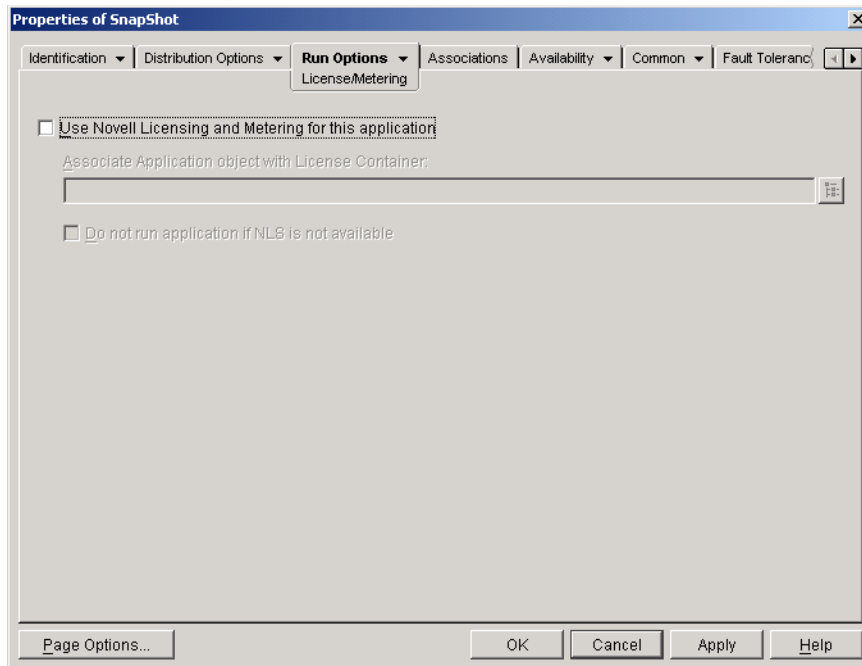 Properties of SnapShot
Identification Distribution Options Run Options Associations Availability Common Fault Toleranc
License/Metering
Use Novell Licensing and Metering for this application
Associate Application object with License Container:
Do not run application if NLS is not available
Page Options... OK Cancel Apply Help